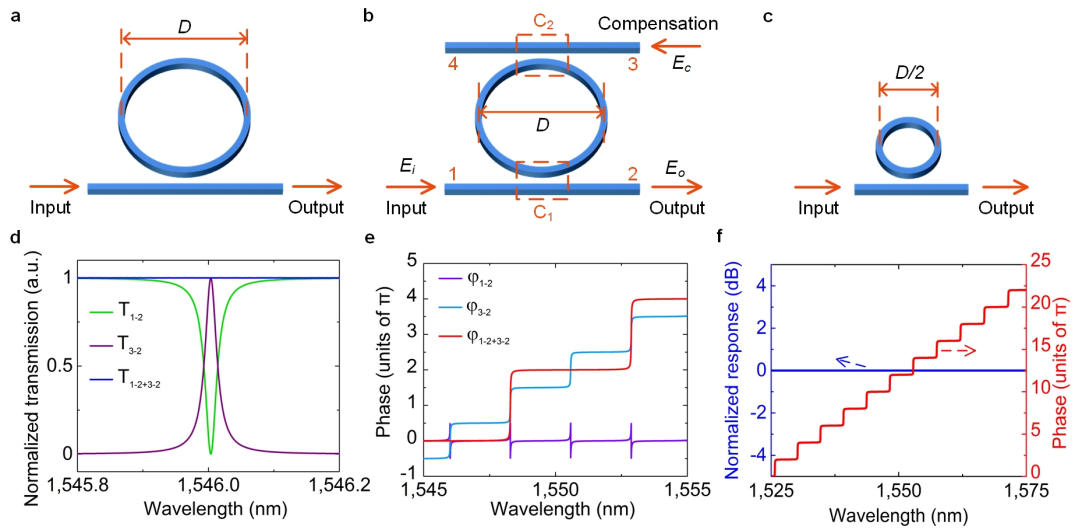 a
D
Input
Output
b
C₂
Compensation
4
3
E_c
D
E_i
1
2
E_o
Input
C₁
Output
c
D/2
Input
Output
d
Normalized transmission (a.u.)
1
0.5
0
T₁₋₂
T₃₋₂
T₁₋₂₊₃₋₂
1,545.8
1,546.0
1,546.2
Wavelength (nm)
e
Phase (units of π)
5
4
3
2
1
0
-1
φ₁₋₂
φ₃₋₂
φ₁₋₂₊₃₋₂
1,545
1,550
1,555
Wavelength (nm)
f
Normalized response (dB)
4
2
0
-2
-4
25
20
15
10
5
0
Phase (units of π)
1,525
1,550
1,575
Wavelength (nm)